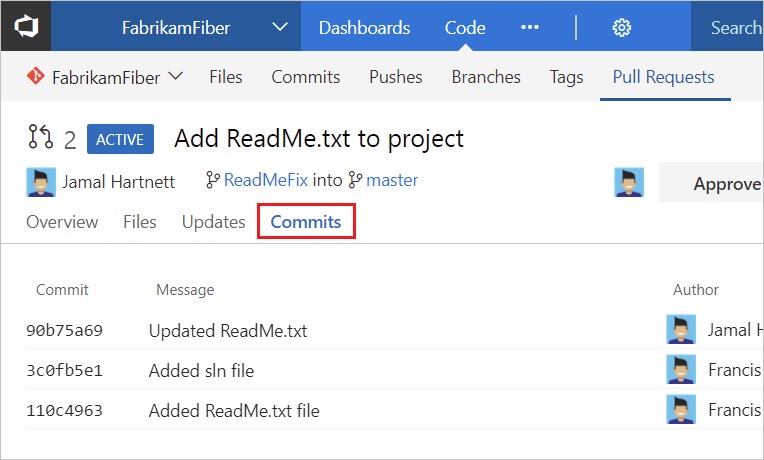 FabrikamFiber Dashboards Code ... Search
FabrikamFiber Files Commits Pushes Branches Tags Pull Requests
2 ACTIVE Add ReadMe.txt to project
Jamal Hartnett ReadMeFix into master Approve
Overview Files Updates Commits
Commit Message Author
90b75a69 Updated ReadMe.txt Jamal H
3c0fb5e1 Added sln file Francis
110c4963 Added ReadMe.txt file Francis